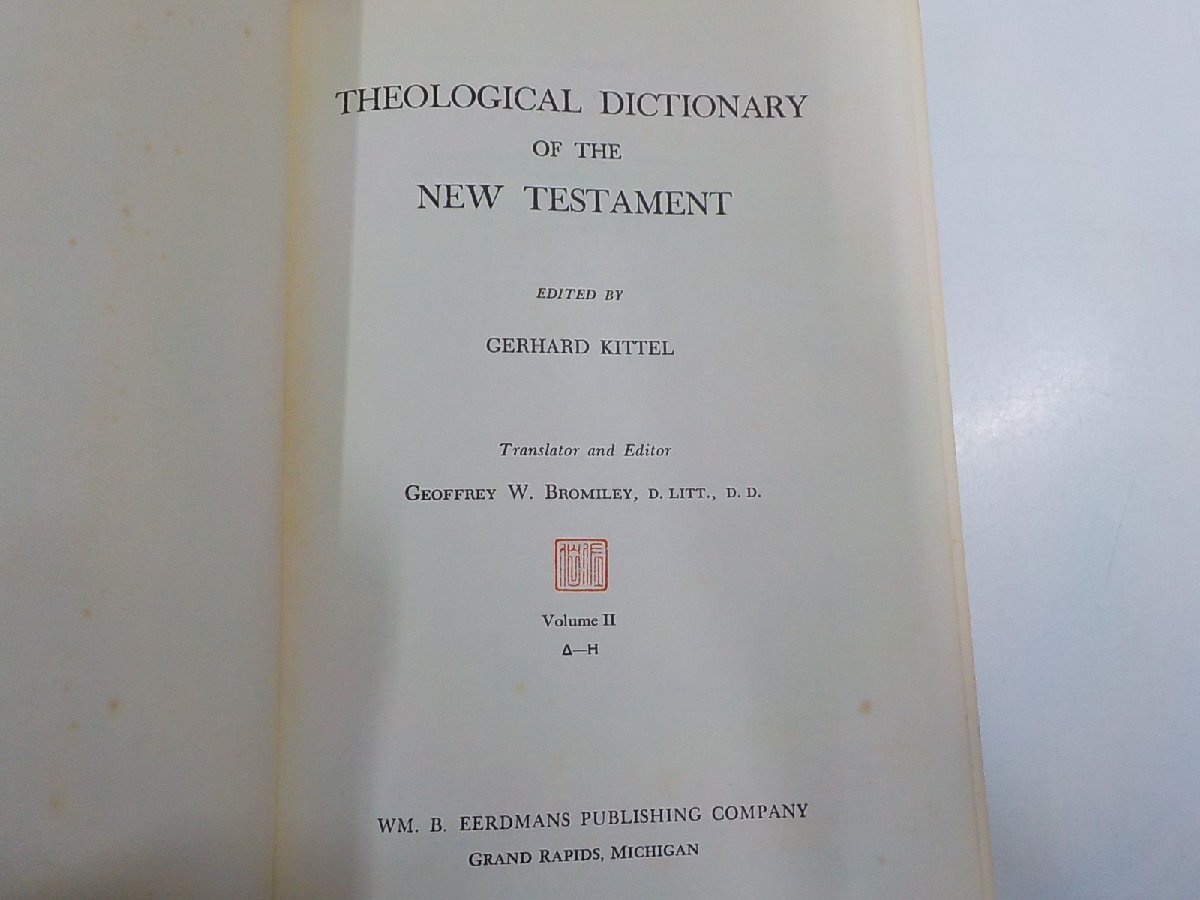 THEOLOGICAL DICTIONARY
OF THE
NEW TESTAMENT
EDITED BY
GERHARD KITTEL
Translator and Editor
GEOFFREY W. BROMILEY, D. LITT., D. D.
Volume II
Δ—Η
WM. B. EERDMANS PUBLISHING COMPANY
GRAND RAPIDS, MICHIGAN